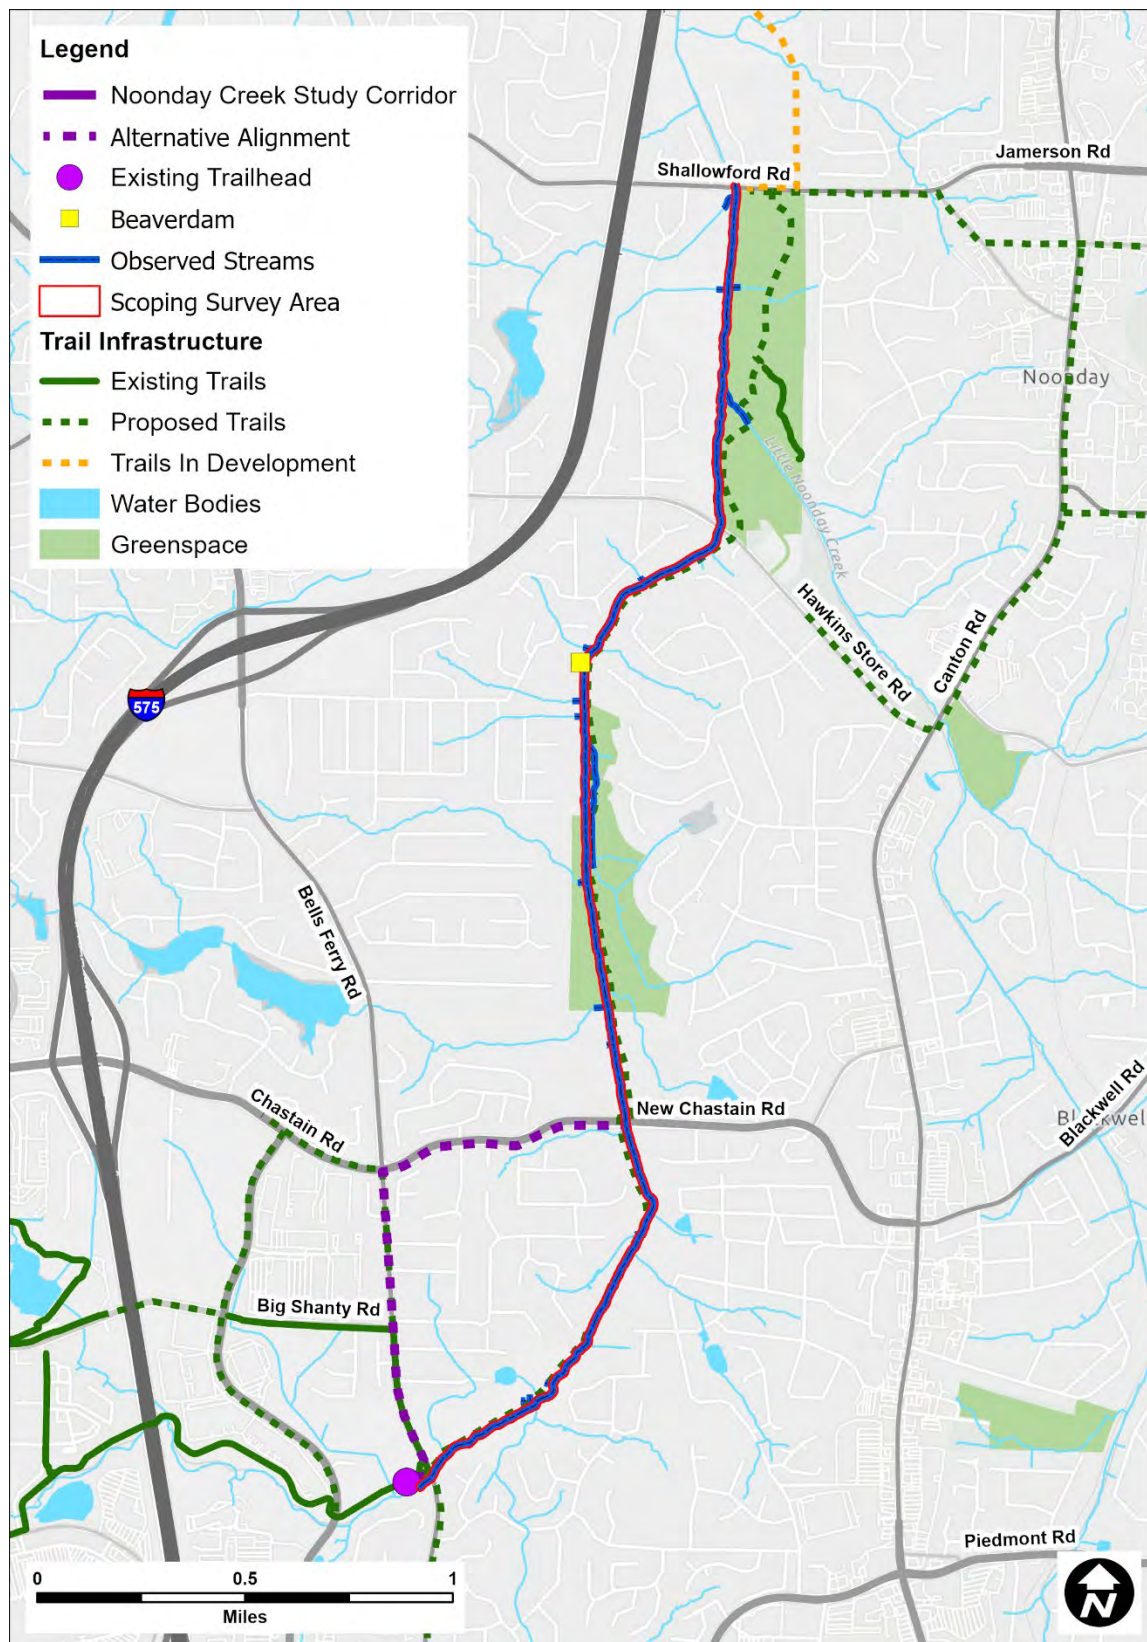 Legend
Noonday Creek Study Corridor
Alternative Alignment
Existing Trailhead
Beaverdam
Observed Streams
Scoping Survey Area
Trail Infrastructure
Existing Trails
Proposed Trails
Trails In Development
Water Bodies
Greenspace
Jamerson Rd
Shallowford Rd
Noonday
Little Noonday Creek
Hawkins Store Rd
Canton Rd
575
Bells Ferry Rd
Chastain Rd
New Chastain Rd
Blackwell Rd
Big Shanty Rd
Piedmont Rd
0 0.5 1
Miles
N